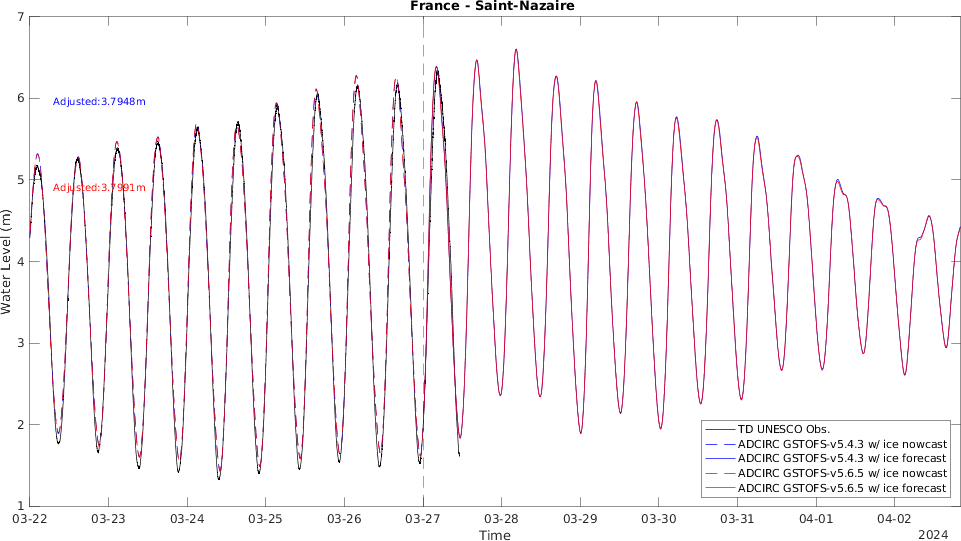 France - Saint-Nazaire
7
6
5
4
3
2
1
Water Level (m)
Adjusted:3.7948m
Adjusted:3.7991m
TD UNESCO Obs.
ADCIRC GSTOFS-v5.4.3 w/ ice nowcast
ADCIRC GSTOFS-v5.4.3 w/ ice forecast
ADCIRC GSTOFS-v5.6.5 w/ ice nowcast
ADCIRC GSTOFS-v5.6.5 w/ ice forecast
03-22 03-23 03-24 03-25 03-26 03-27 03-28 03-29 03-30 03-31 04-01 04-02
Time
2024